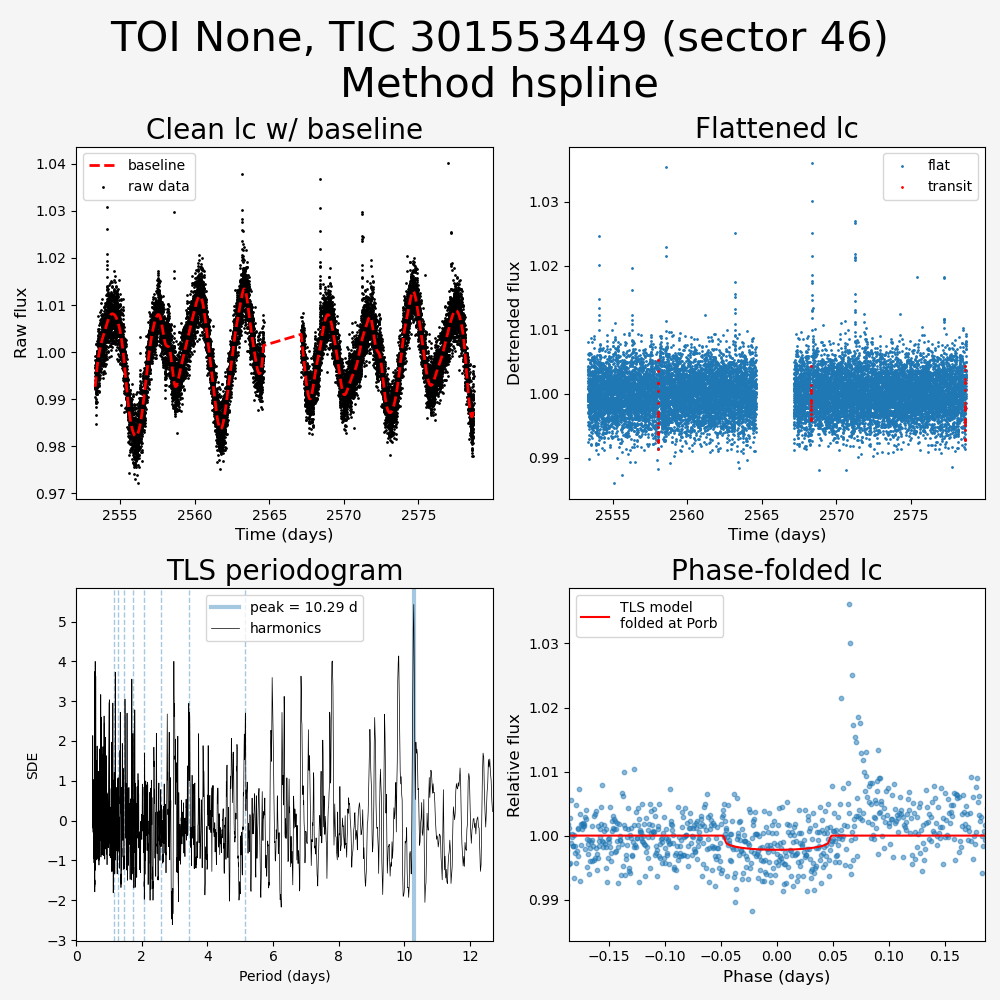 TOI None, TIC 301553449 (sector 46)
Method hspline
Clean lc w/ baseline
baseline
raw data
Raw flux
1.04
1.03
1.02
1.01
1.00
0.99
0.98
0.97
2555
2560
2565
2570
2575
Time (days)
Flattened lc
flat
transit
Detrended flux
1.03
1.02
1.01
1.00
0.99
2555
2560
2565
2570
2575
Time (days)
TLS periodogram
peak = 10.29 d
harmonics
SDE
5
4
3
2
1
0
−1
−2
−3
0
2
4
6
8
10
12
Period (days)
Phase-folded lc
TLS model
folded at Porb
Relative flux
1.03
1.02
1.01
1.00
0.99
−0.15
−0.10
−0.05
0.00
0.05
0.10
0.15
Phase (days)